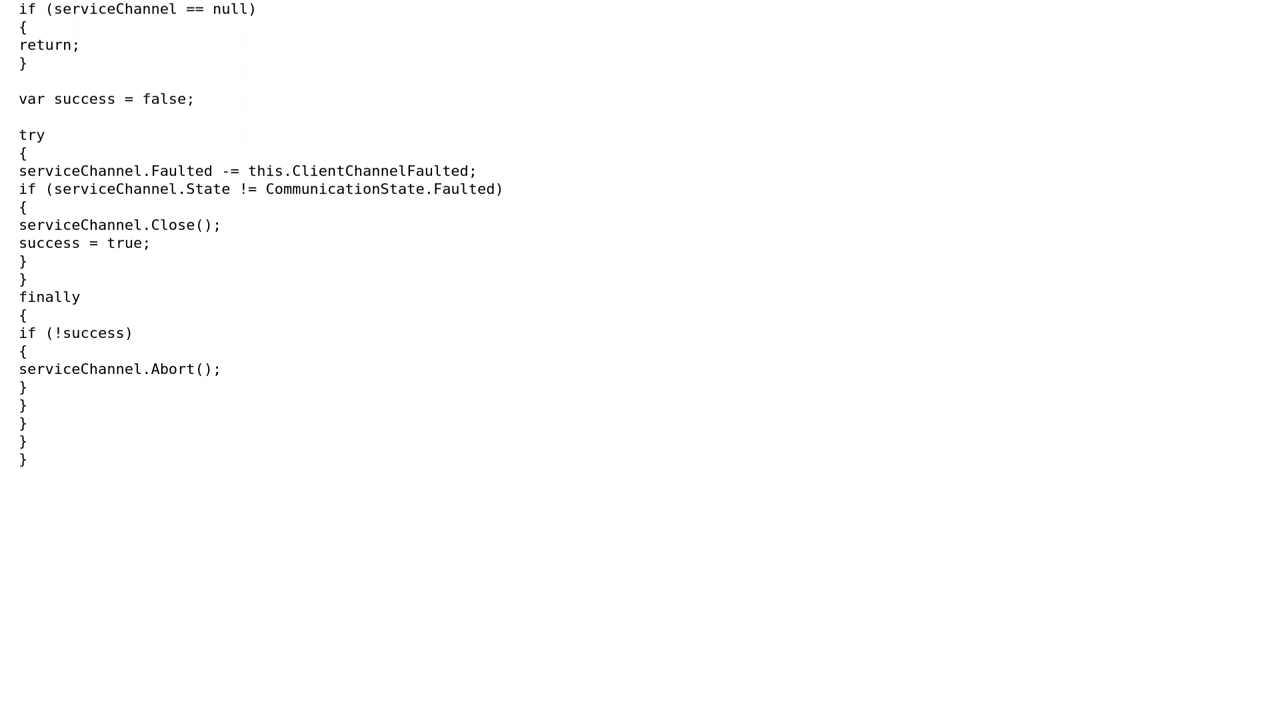 if (serviceChannel == null)
{
return;
}
var success = false;
try
{
serviceChannel.Faulted -= this.ClientChannelFaulted;
if (serviceChannel.State != CommunicationState.Faulted)
{
serviceChannel.Close();
success = true;
}
}
finally
{
if (!success)
{
serviceChannel.Abort();
}
}
}
}
}